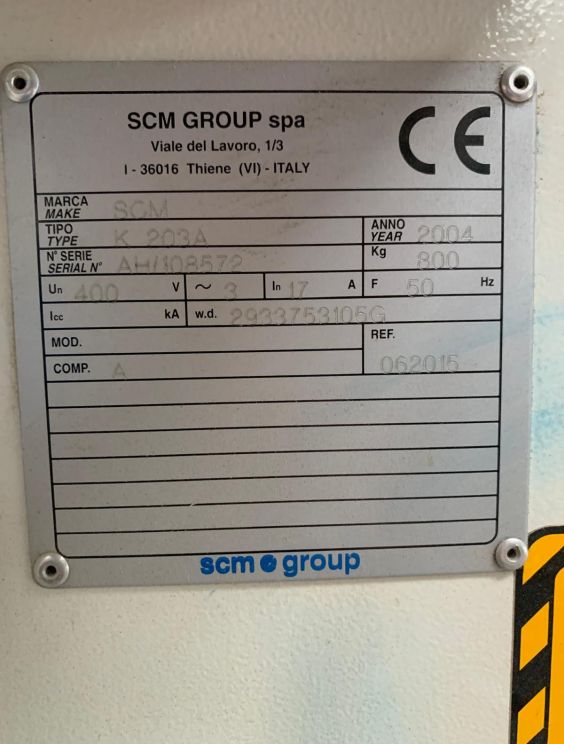 SCM GROUP spa
Viale del Lavoro, 1/3
I - 36016 Thiene (VI) - ITALY
CE
MARCA
MAKE SCM
TIPO
TYPE K 203A
ANNO
YEAR 2004
N° SERIE
SERIAL N° AH/108572
Kg 800
Un 400 V ~ 3 In 17 A F 50 Hz
Icc kA w.d. 2933753105G
MOD.
REF.
COMP. A 062015
scm group